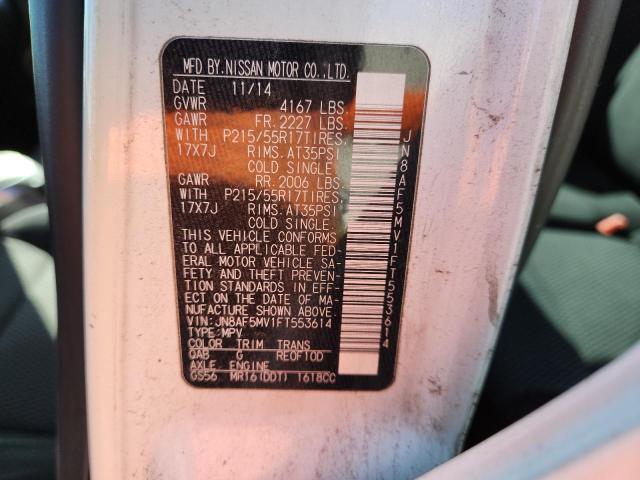 MFD BY NISSAN MOTOR CO.,LTD.
DATE 11/14
GVWR 4167 LBS.
GAWR FR. 2227 LBS.
WITH P215/55R17TIRES,
17X7J RIMS. AT35PSI
COLD SINGLE.
GAWR RR. 2006 LBS.
WITH P215/55R17TIRES,
17X7J RIMS. AT35PSI
COLD SINGLE.
THIS VEHICLE CONFORMS
TO ALL APPLICABLE FED-
ERAL MOTOR VEHICLE SA-
FETY AND THEFT PREVEN-
TION STANDARDS IN EFF-
ECT ON THE DATE OF MA-
NUFACTURE SHOWN ABOVE.
VIN: JN8AF5MV1FT553614
TYPE: MPV
COLOR TRIM TRANS
QAB G RE0F10D
AXLE ENGINE
GS56 MR16(DDT) 1618CC
JN8AF5MV1FT553614